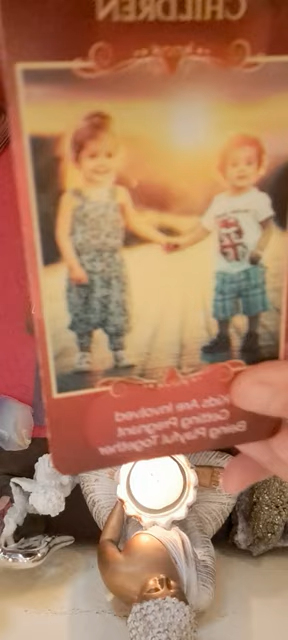 CHILDREN
Kids Are Involved
Getting Pregnant
Being Playful Together